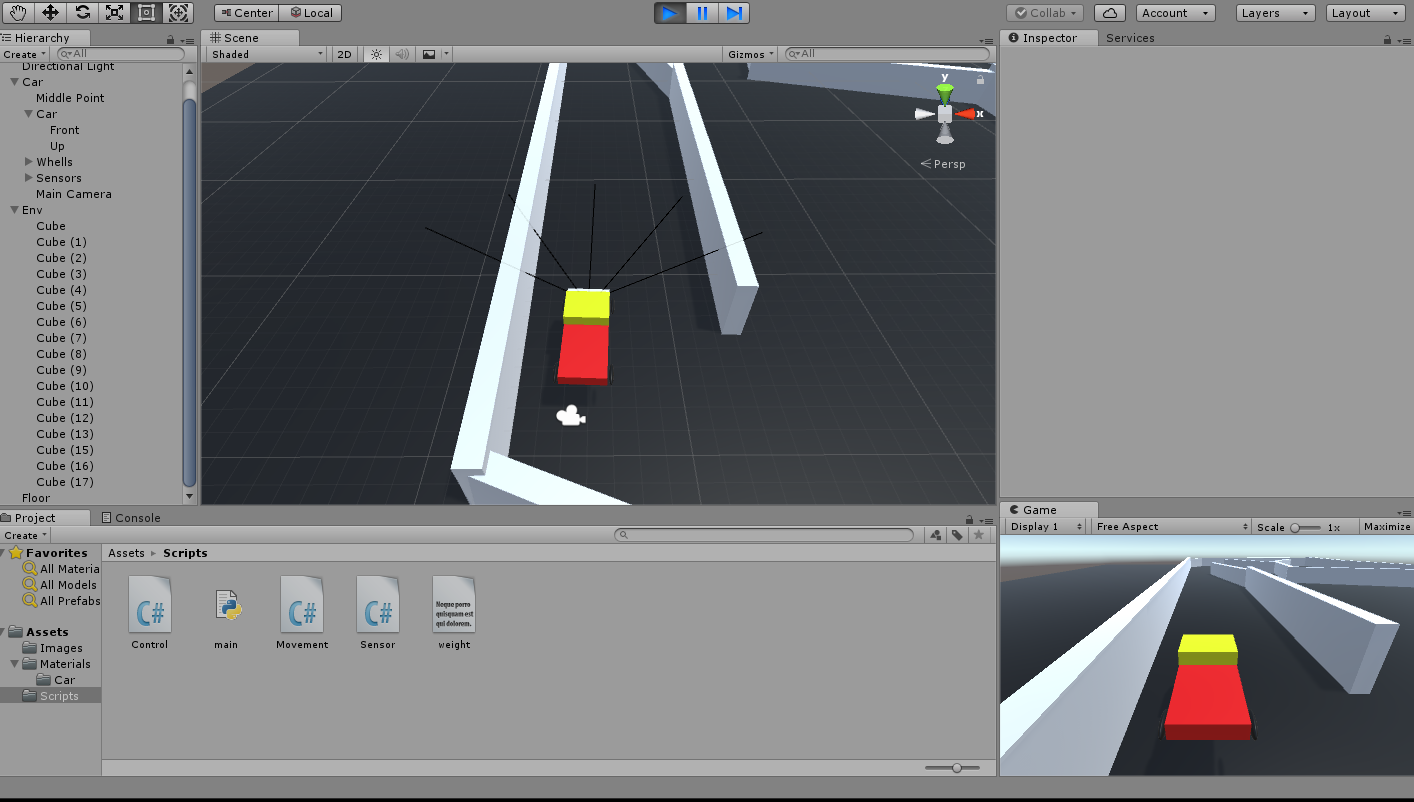 Center Local
Collab Account Layers Layout
Hierarchy
Create All
Directional Light
Car
Middle Point
Car
Front
Up
Whells
Sensors
Main Camera
Env
Cube
Cube (1)
Cube (2)
Cube (3)
Cube (4)
Cube (5)
Cube (6)
Cube (7)
Cube (8)
Cube (9)
Cube (10)
Cube (11)
Cube (12)
Cube (13)
Cube (15)
Cube (16)
Cube (17)
Floor
Scene
Shaded 2D Gizmos All
y
x
Persp
Inspector Services
Project Console
Create
Favorites
All Materia
All Models
All Prefabs
Assets
Images
Materials
Car
Scripts
Assets Scripts
C# C# C# Neque porro
quisquam est
qui dolorem.
Control main Movement Sensor weight
Game
Display 1 Free Aspect Scale 1x Maximize